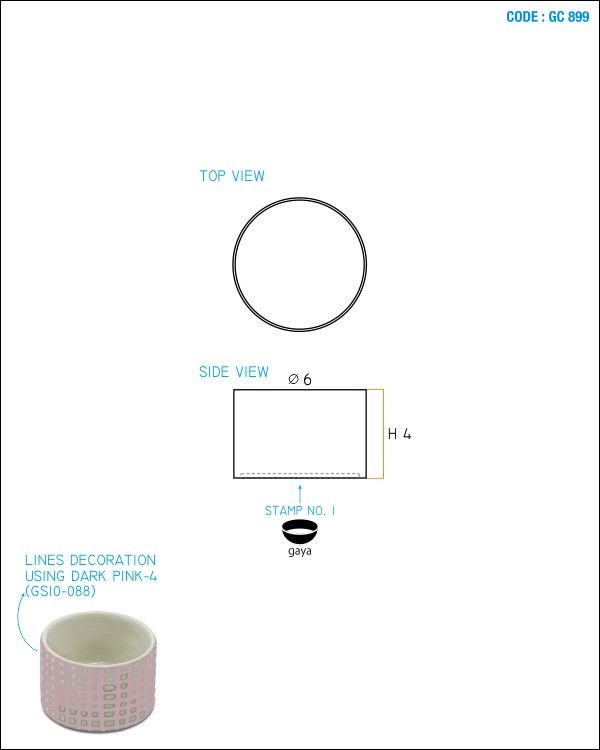 CODE : GC 899
TOP VIEW
SIDE VIEW
Ø 6
H 4
STAMP NO. 1
gaya
LINES DECORATION
USING DARK PINK-4
(GS10-088)